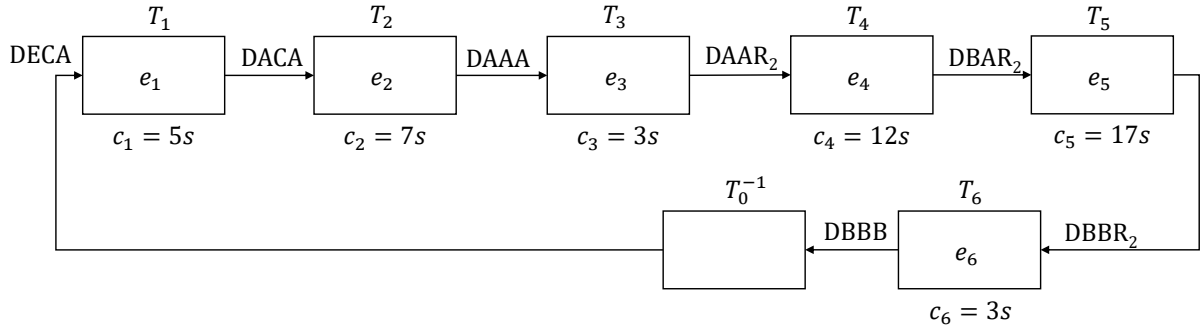 T₁ T₂ T₃ T₄ T₅
DECA e₁ DACA e₂ DAAA e₃ DAAR₂ e₄ DBAR₂ e₅
c₁ = 5s c₂ = 7s c₃ = 3s c₄ = 12s c₅ = 17s
T₀⁻¹ T₆
DBBB e₆ DBBR₂
c₆ = 3s